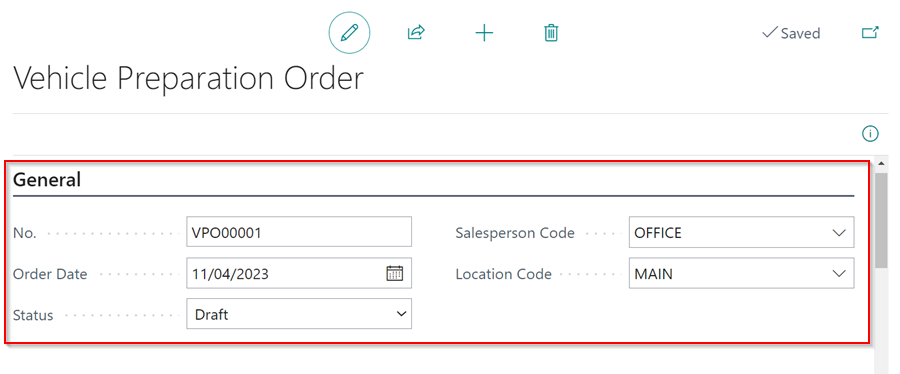 Saved
Vehicle Preparation Order
General
No. VPO00001 Salesperson Code OFFICE
Order Date 11/04/2023 Location Code MAIN
Status Draft